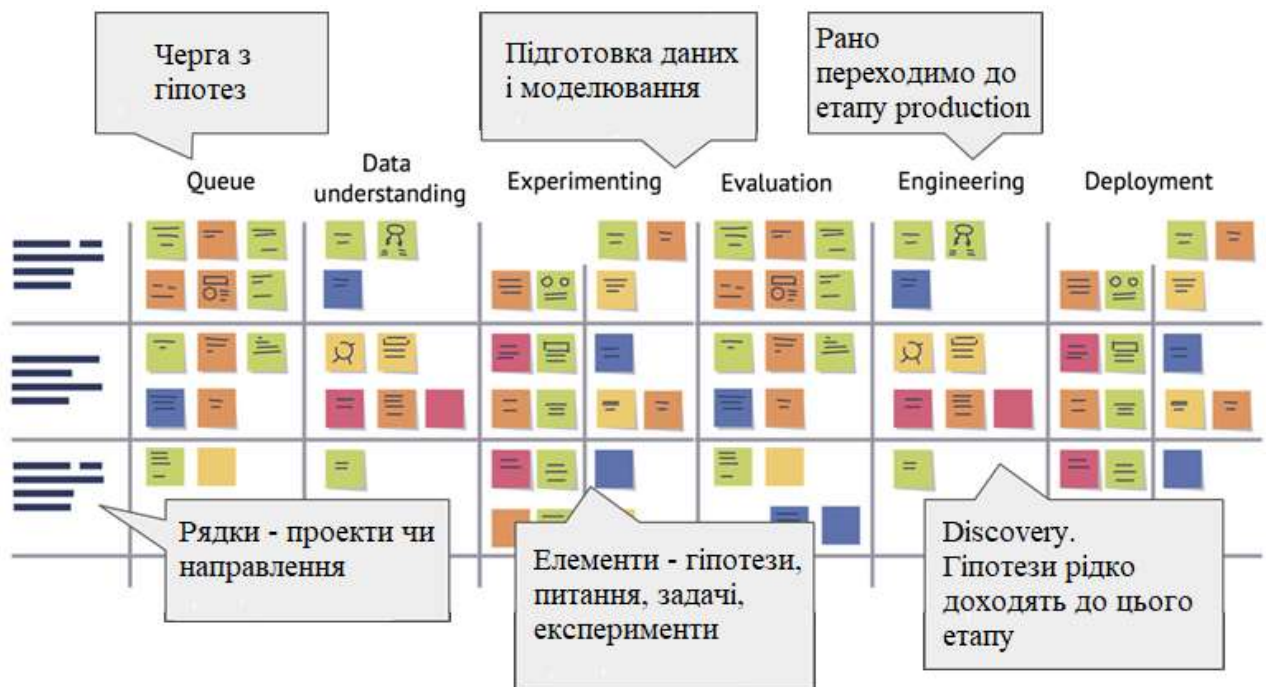 Черга з
гіпотез
Підготовка даних
і моделювання
Рано
переходимо до
етапу production
Queue
Data
understanding
Experimenting
Evaluation
Engineering
Deployment
Рядки - проекти чи
направлення
Елементи - гіпотези,
питання, задачі,
експерименти
Discovery.
Гіпотези рідко
доходять до цього
етапу